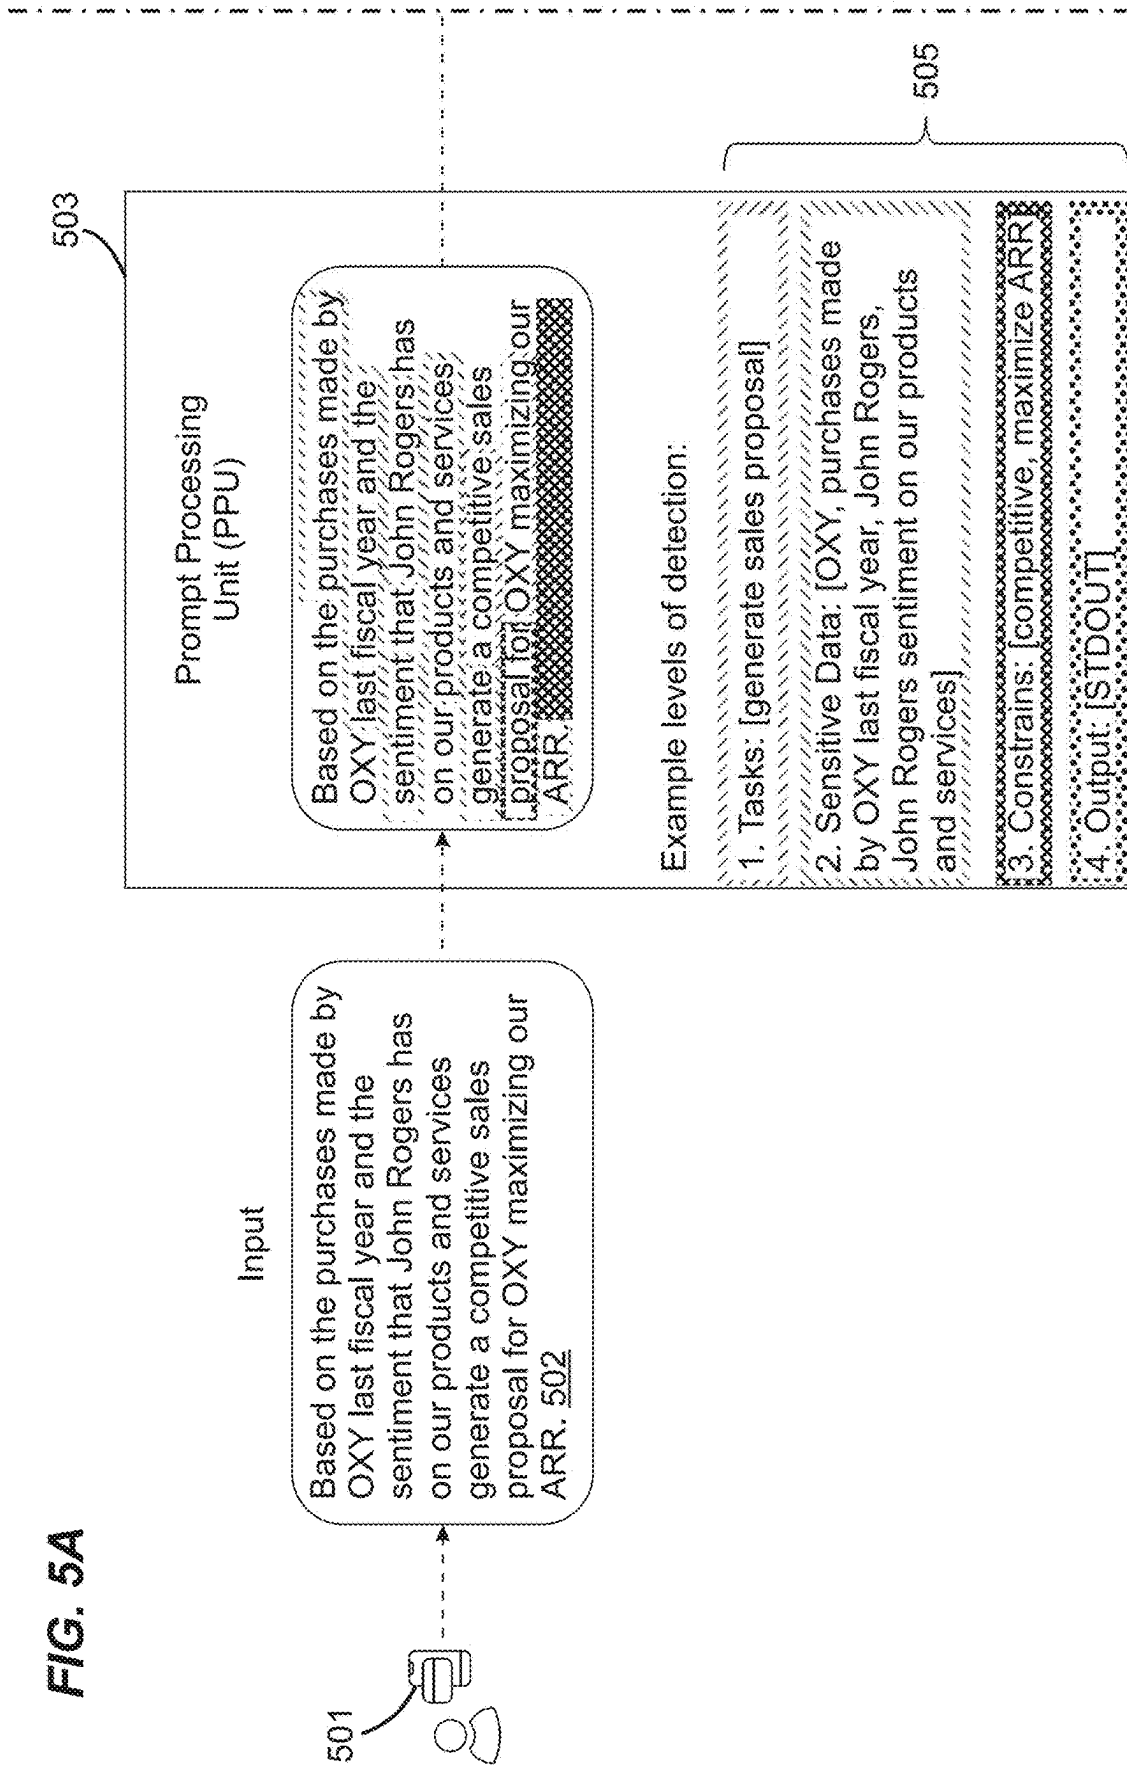 FIG. 5A
501
Input
Based on the purchases made by
OXY last fiscal year and the
sentiment that John Rogers has
on our products and services
generate a competitive sales
proposal for OXY maximizing our
ARR. 502
503
Prompt Processing
Unit (PPU)
Based on the purchases made by
OXY last fiscal year and the
sentiment that John Rogers has
on our products and services
generate a competitive sales
proposal for OXY maximizing our
ARR.
Example levels of detection:
1. Tasks: [generate sales proposal]
2. Sensitive Data: [OXY, purchases made
by OXY last fiscal year, John Rogers,
John Rogers sentiment on our products
and services]
3. Constrains: [competitive, maximize ARR]
4. Output: [STDOUT]
505